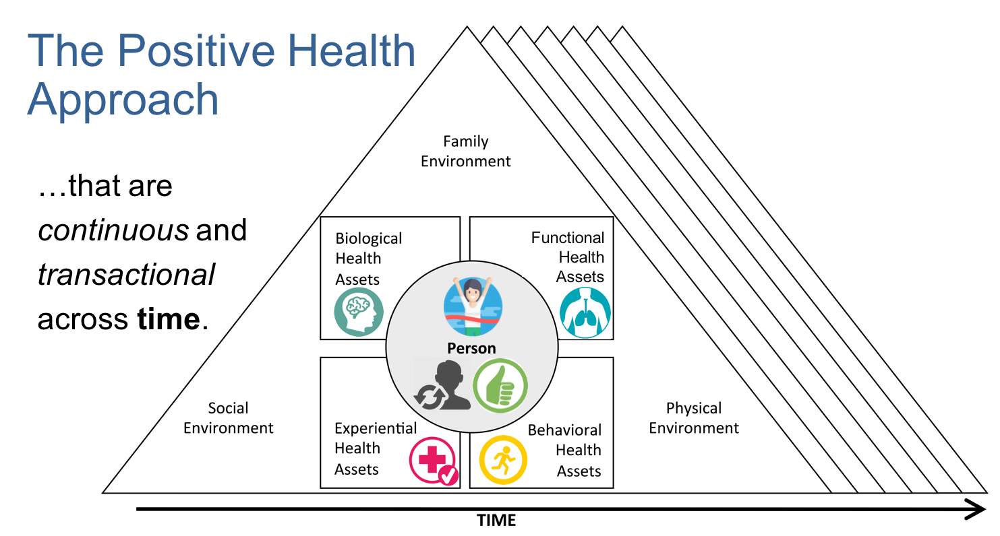 The Positive Health
Approach
…that are
continuous and
transactional
across time.
Family
Environment
Biological
Health
Assets
Functional
Health
Assets
Person
Social
Environment
Physical
Environment
Experiential
Health
Assets
Behavioral
Health
Assets
TIME